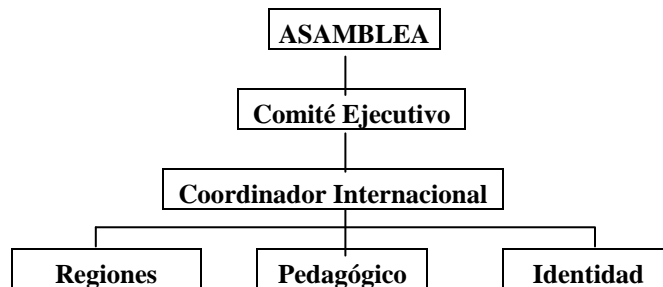 ASAMBLEA
Comité Ejecutivo
Coordinador Internacional
Regiones Pedagógico Identidad